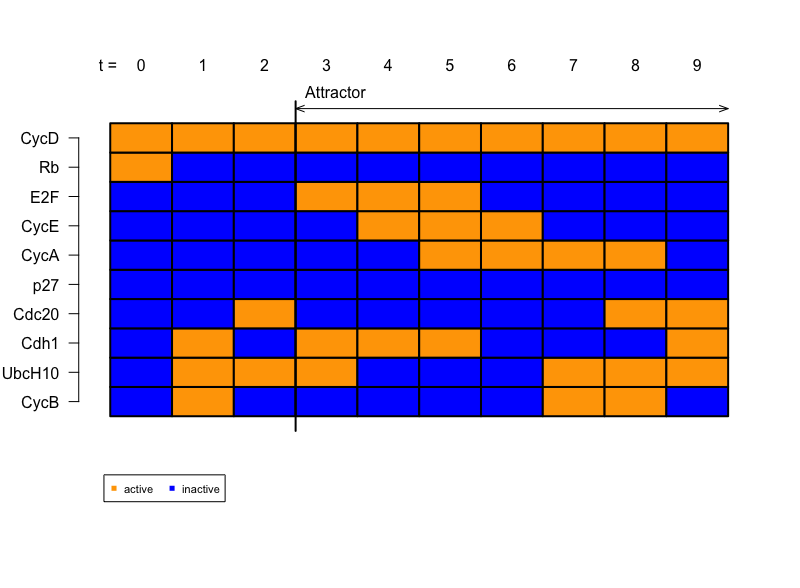 t = 0 1 2 3 4 5 6 7 8 9
Attractor
CycD
Rb
E2F
CycE
CycA
p27
Cdc20
Cdh1
UbcH10
CycB
active inactive